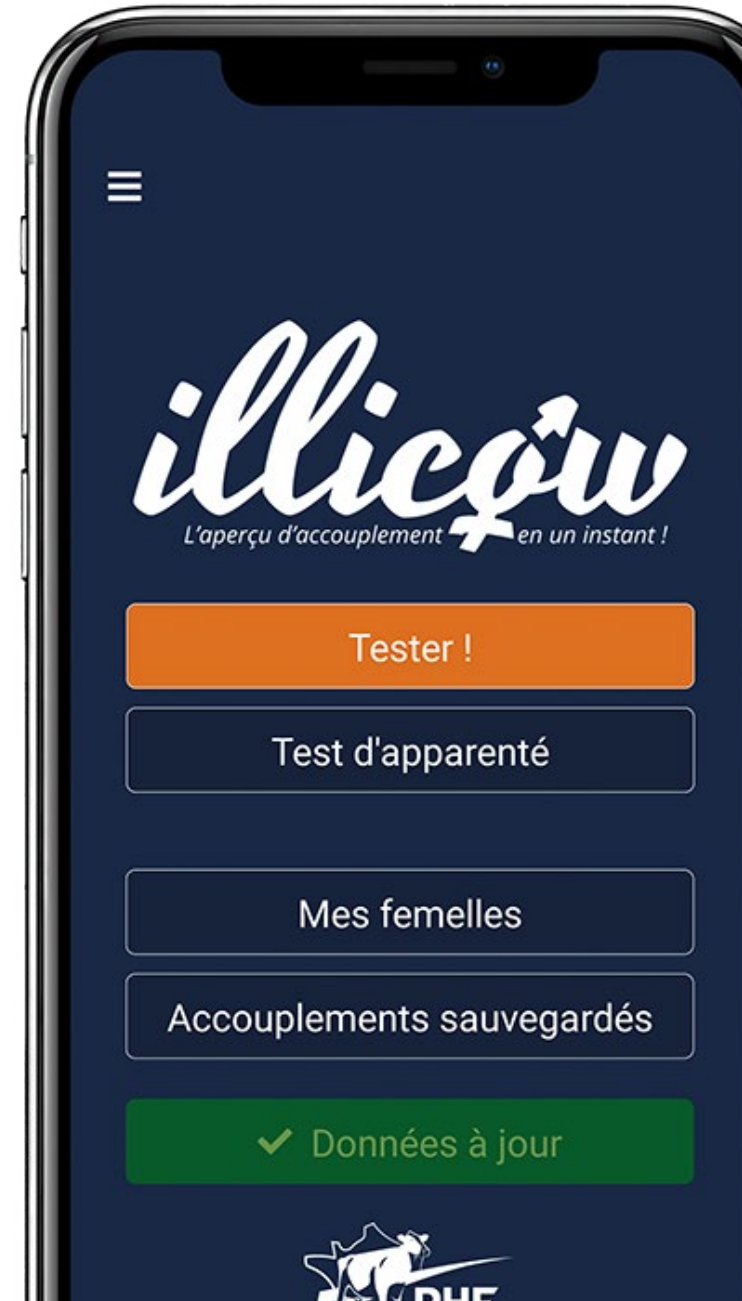 illicow
L'aperçu d'accouplement en un instant !
Tester !
Test d'apparenté
Mes femelles
Accouplements sauvegardés
Données à jour